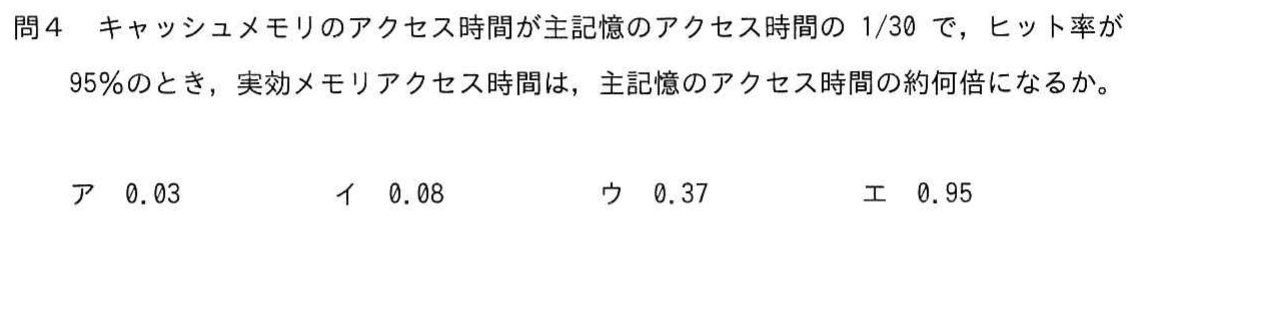 問４　キャッシュメモリのアクセス時間が主記憶のアクセス時間の 1/30 で，ヒット率が
95％のとき，実効メモリアクセス時間は，主記憶のアクセス時間の約何倍になるか。
ア　0.03　　　イ　0.08　　　ウ　0.37　　　エ　0.95